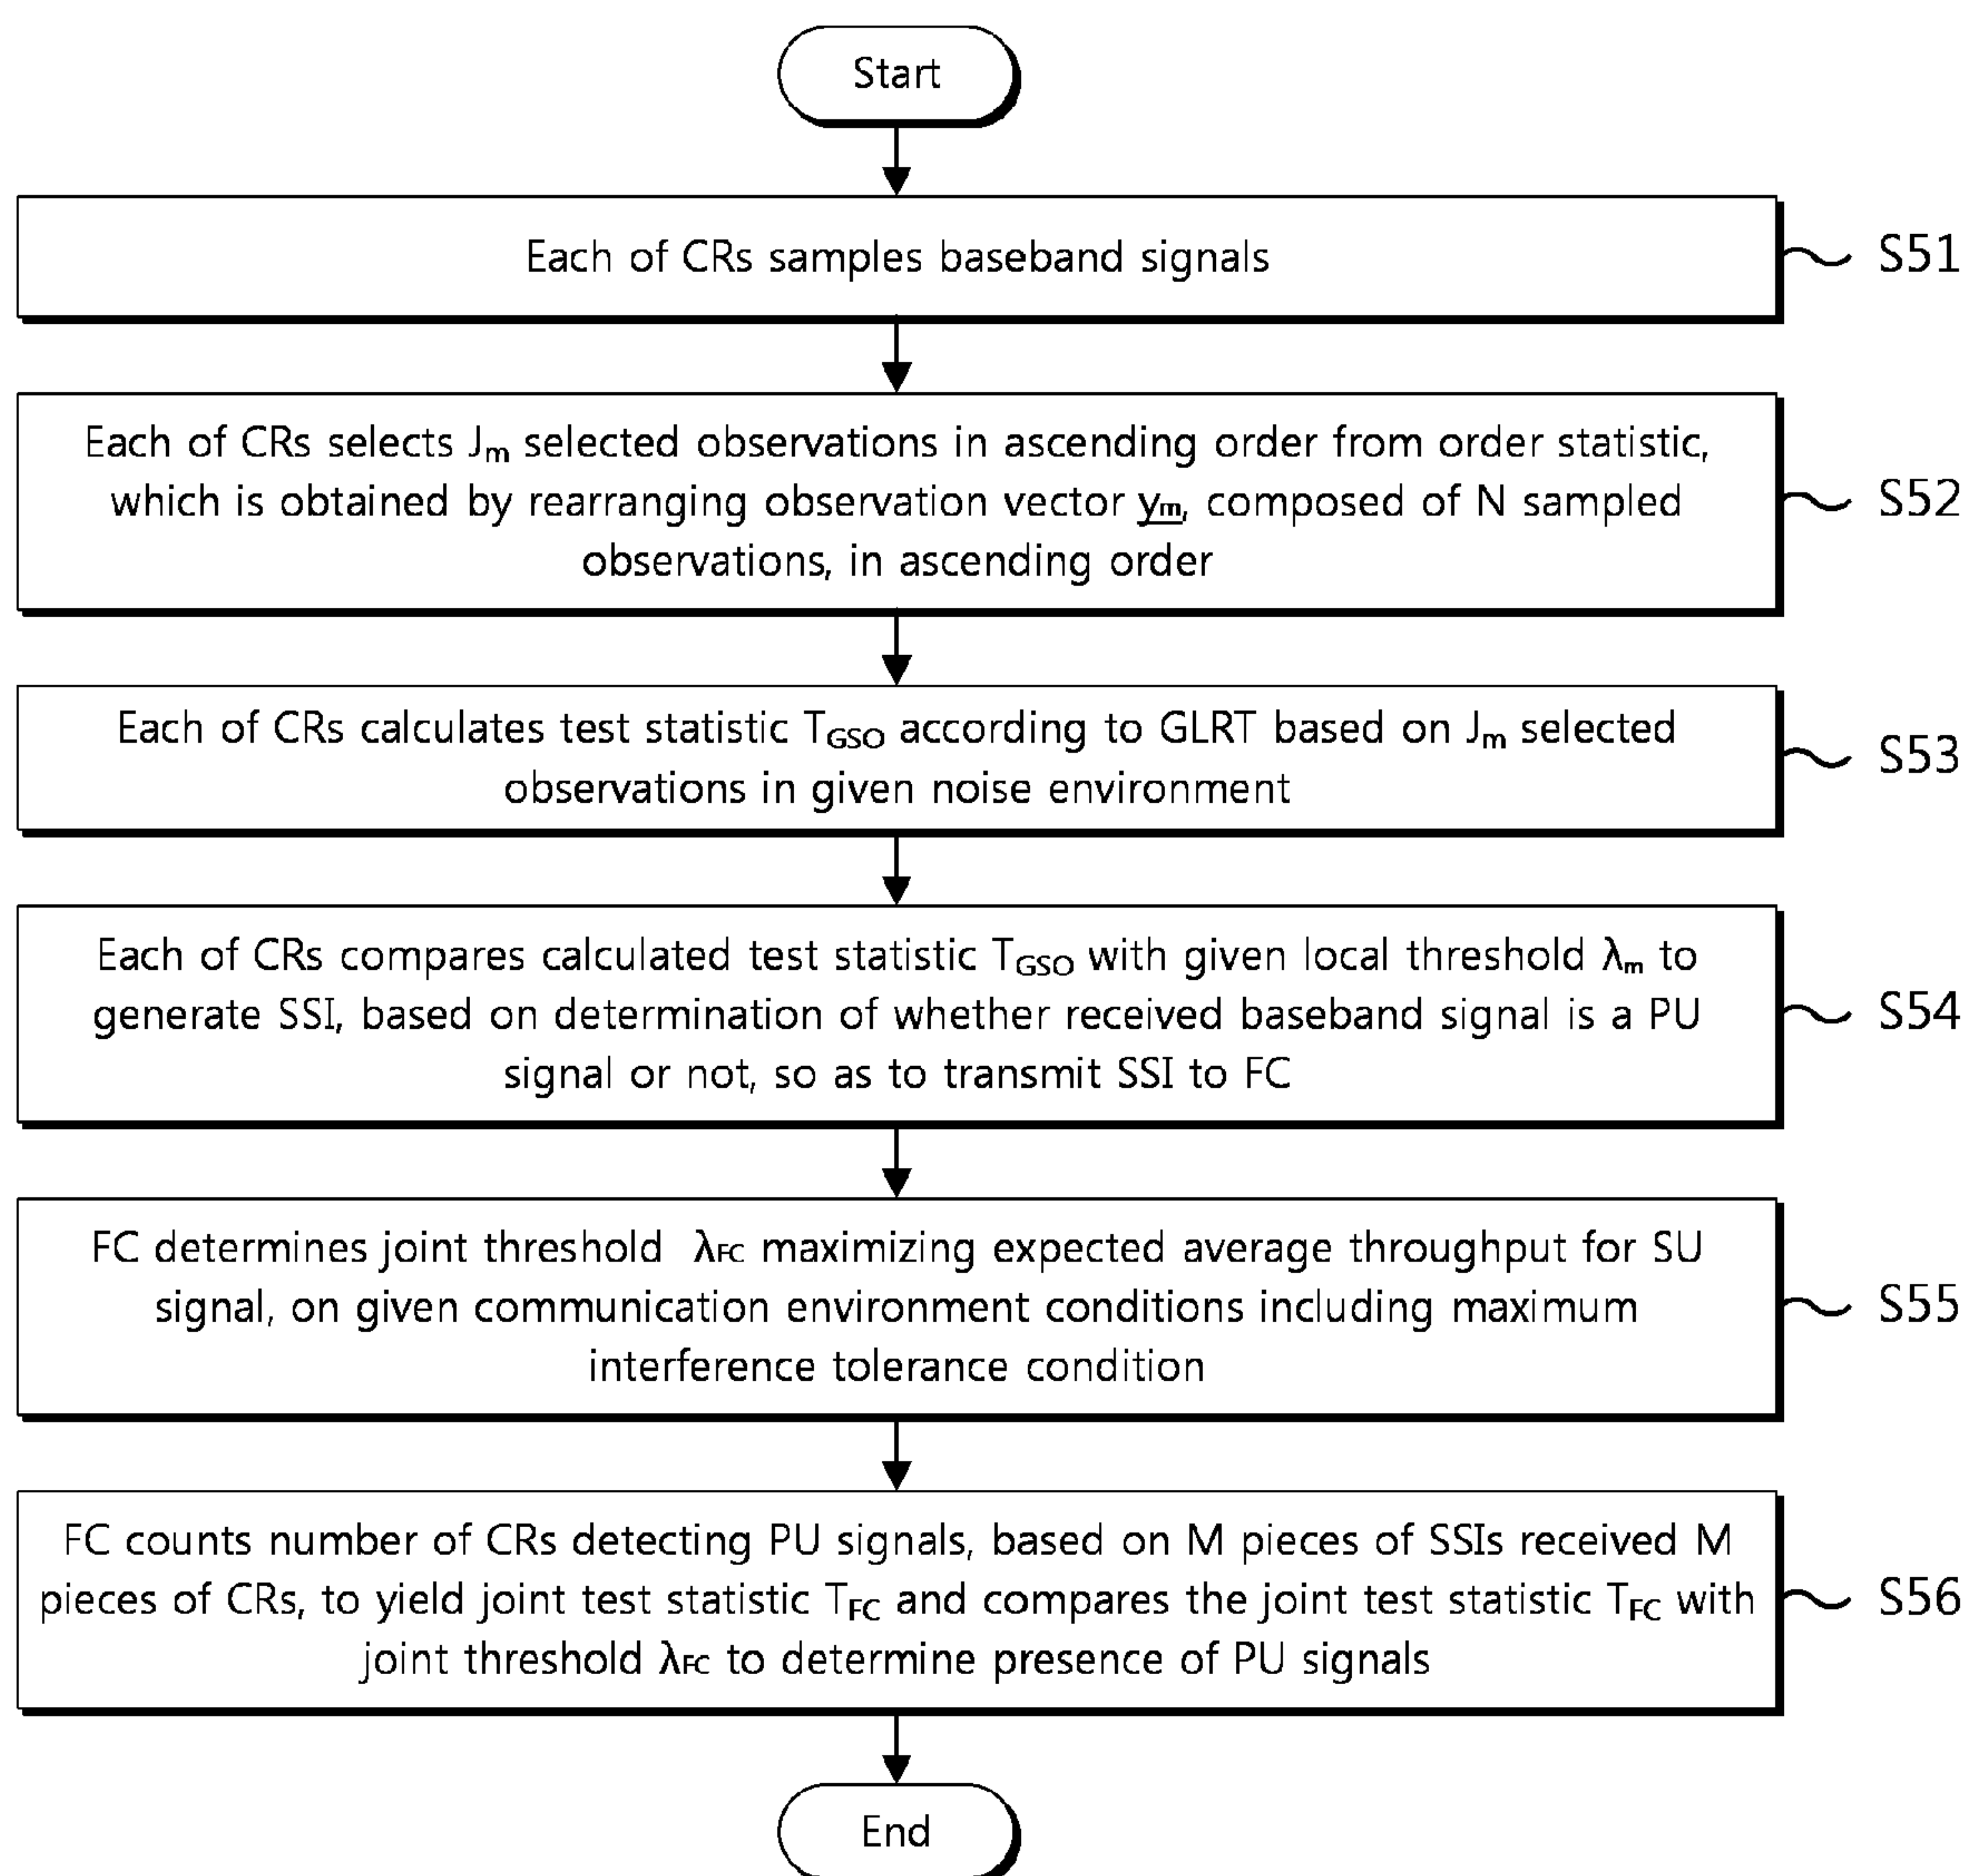 Start
Each of CRs samples baseband signals
S51
Each of CRs selects Jm selected observations in ascending order from order statistic,
which is obtained by rearranging observation vector ym, composed of N sampled
observations, in ascending order
S52
Each of CRs calculates test statistic TGSO according to GLRT based on Jm selected
observations in given noise environment
S53
Each of CRs compares calculated test statistic TGSO with given local threshold λm to
generate SSI, based on determination of whether received baseband signal is a PU
signal or not, so as to transmit SSI to FC
S54
FC determines joint threshold λFC maximizing expected average throughput for SU
signal, on given communication environment conditions including maximum
interference tolerance condition
S55
FC counts number of CRs detecting PU signals, based on M pieces of SSIs received M
pieces of CRs, to yield joint test statistic TFC and compares the joint test statistic TFC with
joint threshold λFC to determine presence of PU signals
S56
End